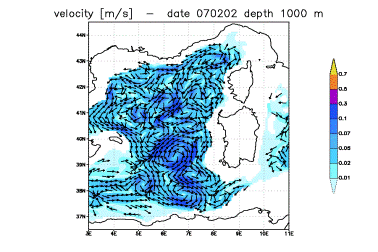 velocity [m/s] – date 070202 depth 1000 m
44N
43N
42N
41N
40N
39N
38N
37N
3E 4E 5E 6E 7E 8E 9E 10E 11E
0.7
0.5
0.3
0.1
0.07
0.05
0.02
0.01